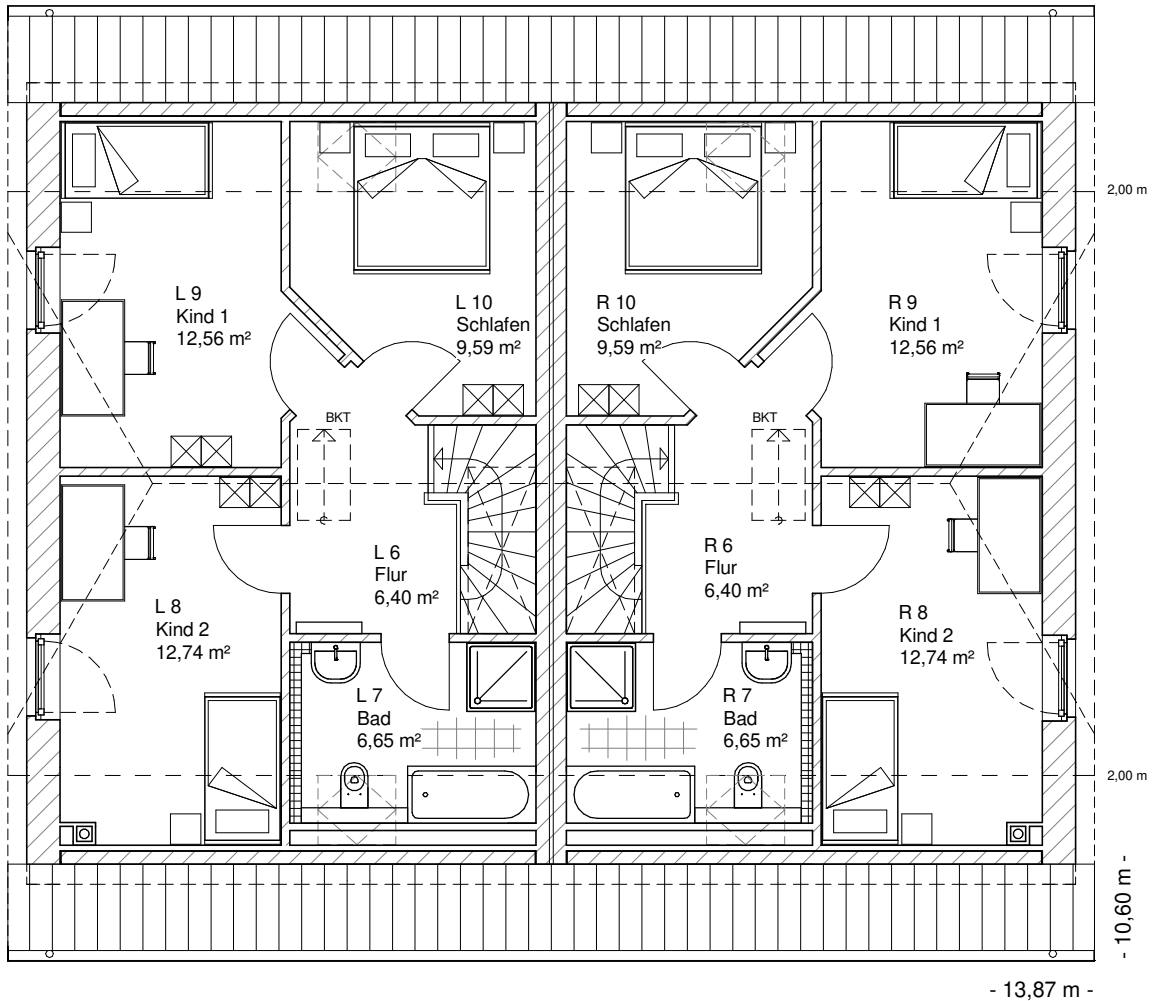 2,00 m
L 9
Kind 1
12,56 m²
L 10
Schlafen
9,59 m²
R 10
Schlafen
9,59 m²
R 9
Kind 1
12,56 m²
BKT
BKT
L 6
Flur
6,40 m²
R 6
Flur
6,40 m²
L 8
Kind 2
12,74 m²
R 8
Kind 2
12,74 m²
L 7
Bad
6,65 m²
R 7
Bad
6,65 m²
2,00 m
- 10,60 m -
- 13,87 m -